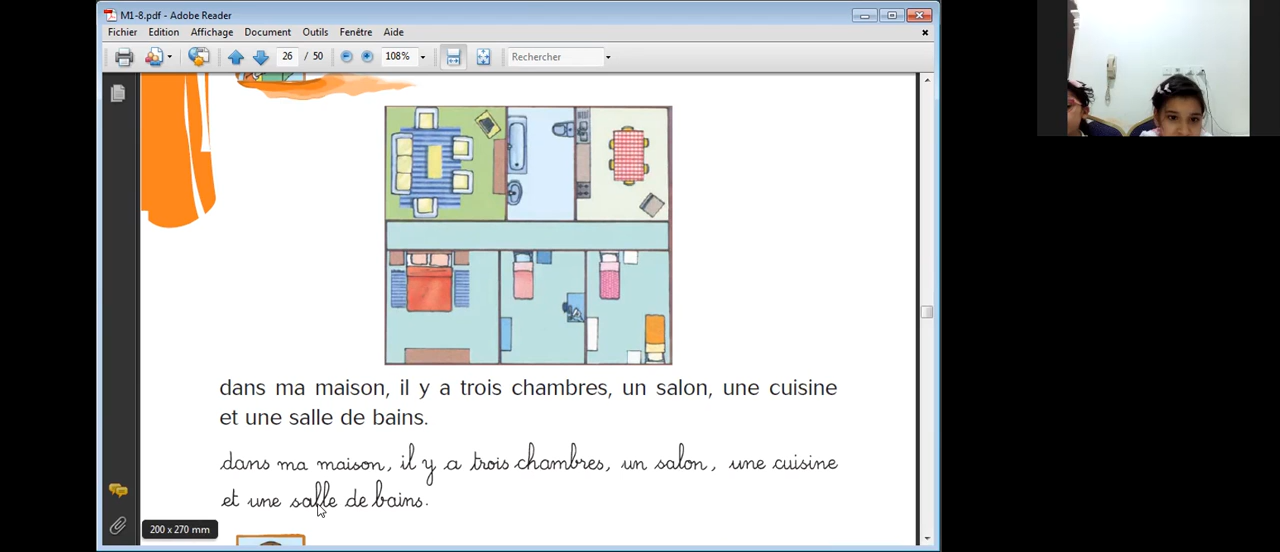 M1-8.pdf - Adobe Reader
Fichier Edition Affichage Document Outils Fenêtre Aide
26 / 50 108% Rechercher
dans ma maison, il y a trois chambres, un salon, une cuisine
et une salle de bains.
dans ma maison, il y a trois chambres, un salon, une cuisine
et une salle de bains.
200 x 270 mm